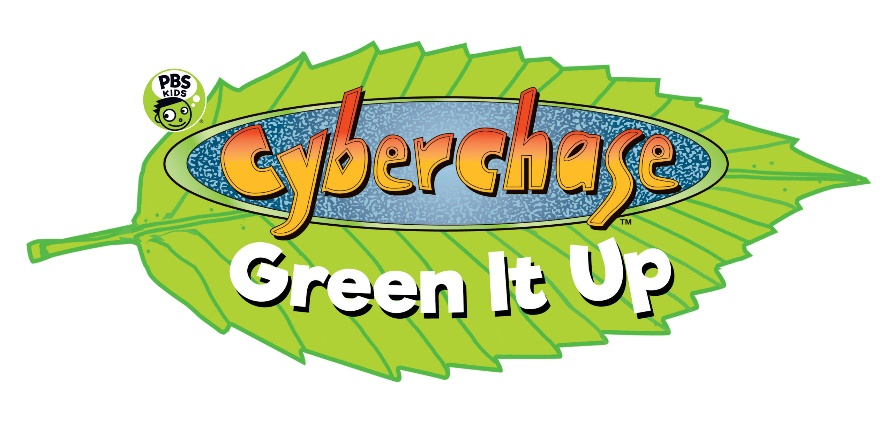 PBS
KIDS
cyberchase
TM
Green It Up